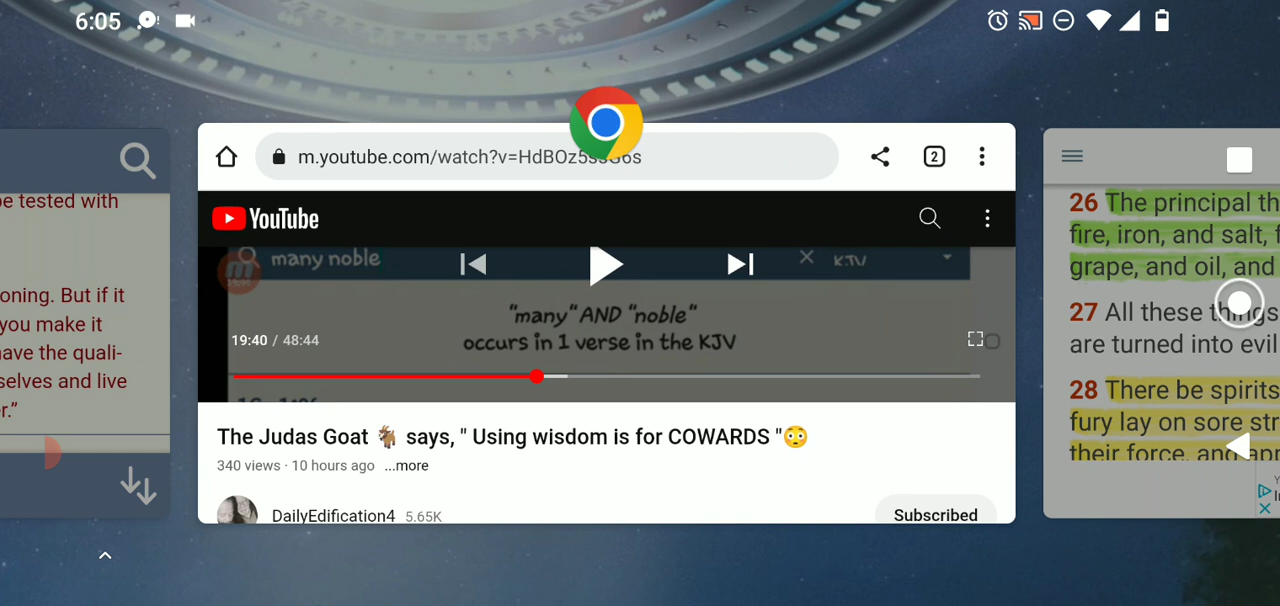 6:05
be tested with
oning. But if it
you make it
have the quali-
selves and live
r.”
m.youtube.com/watch?v=HdBOz5s3G6s
2
YouTube
many noble
KJV
"many" AND "noble"
occurs in 1 verse in the KJV
19:40 / 48:44
The Judas Goat 🐐 says, " Using wisdom is for COWARDS "😳
340 views · 10 hours ago ...more
DailyEdification4 5.65K
Subscribed
26 The principal th
fire, iron, and salt, f
grape, and oil, and
27 All these things
are turned into evil
28 There be spirits
fury lay on sore str
their force, and app